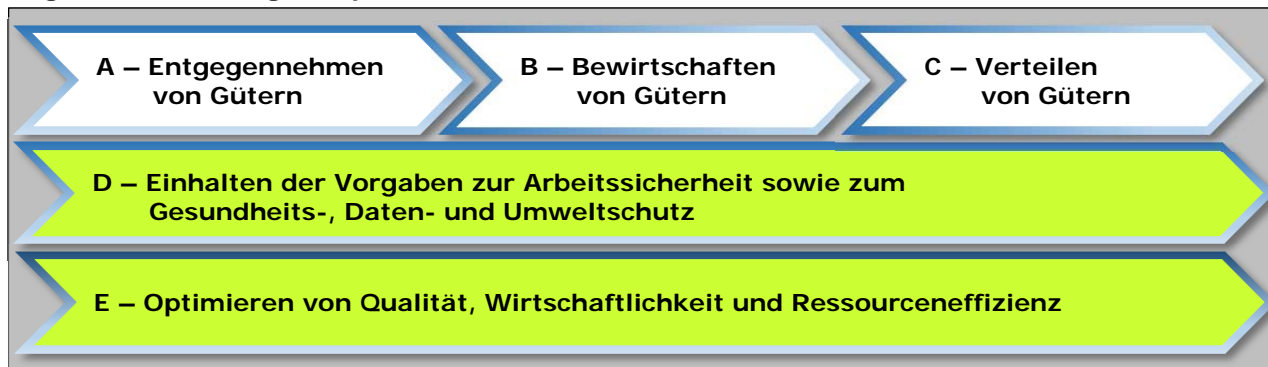 A – Entgegennehmen
von Gütern
B – Bewirtschaften
von Gütern
C – Verteilen
von Gütern
D – Einhalten der Vorgaben zur Arbeitssicherheit sowie zum
Gesundheits-, Daten- und Umweltschutz
E – Optimieren von Qualität, Wirtschaftlichkeit und Ressourceneffizienz